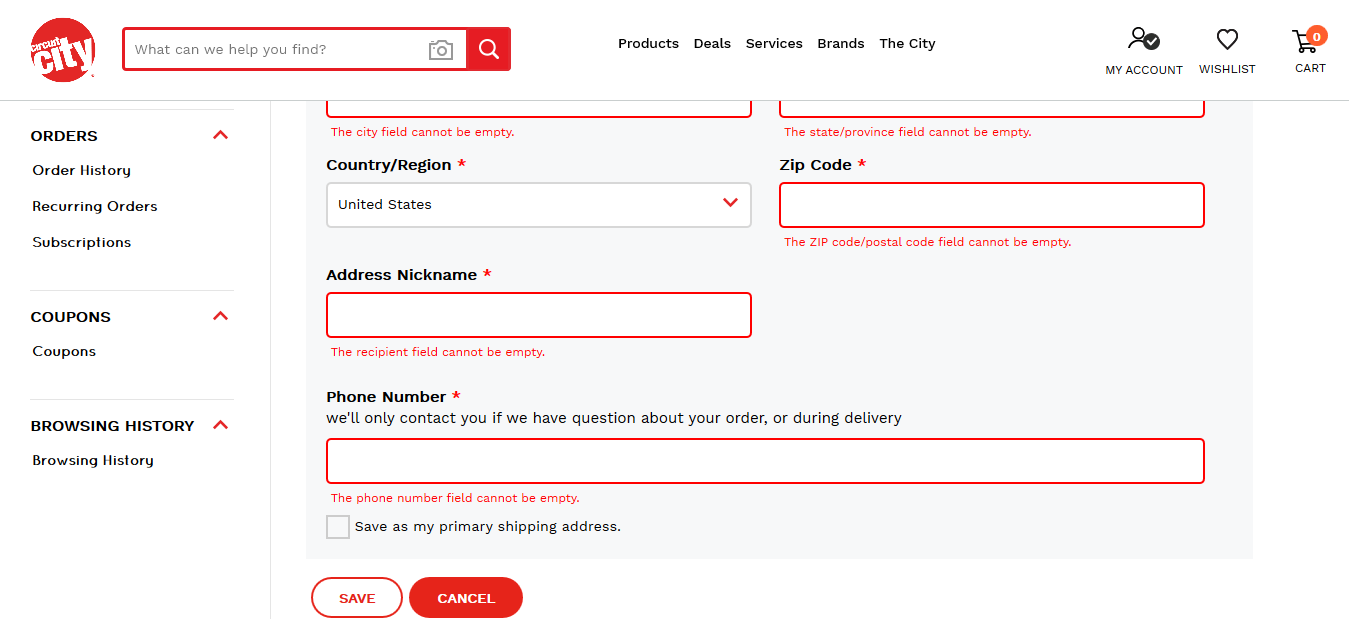 circuit
city
What can we help you find?
Products Deals Services Brands The City
MY ACCOUNT WISHLIST 0 CART
ORDERS
Order History
Recurring Orders
Subscriptions
COUPONS
Coupons
BROWSING HISTORY
Browsing History
The city field cannot be empty. The state/province field cannot be empty.
Country/Region * Zip Code *
United States
The ZIP code/postal code field cannot be empty.
Address Nickname *
The recipient field cannot be empty.
Phone Number *
we'll only contact you if we have question about your order, or during delivery
The phone number field cannot be empty.
Save as my primary shipping address.
SAVE CANCEL